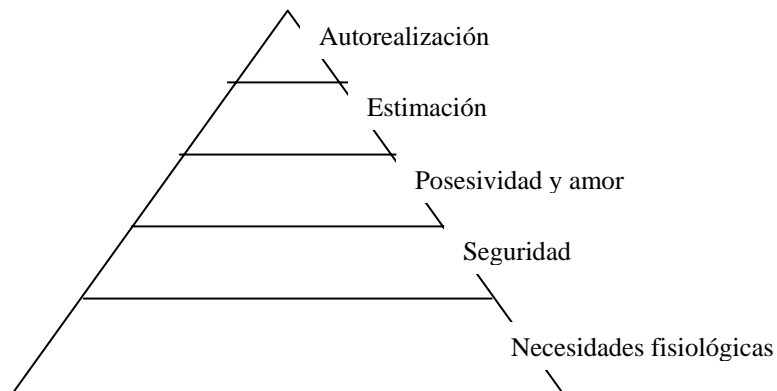 Autorealización
Estimación
Posesividad y amor
Seguridad
Necesidades fisiológicas